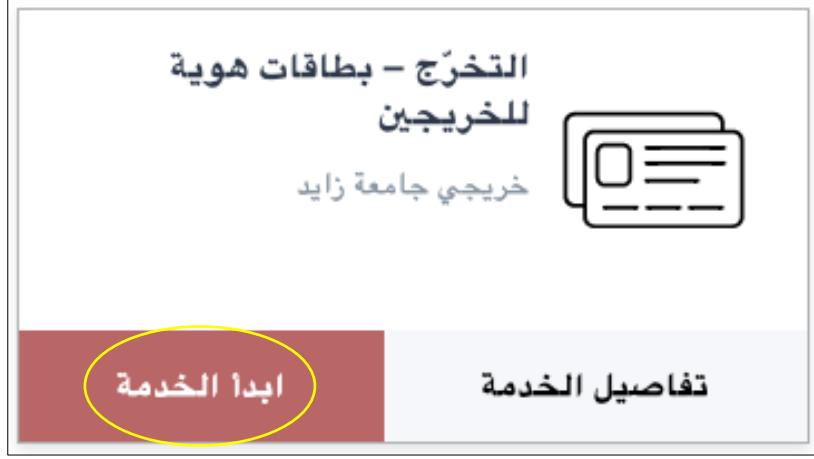 التخرّج – بطاقات هوية
للخريجين
خريجي جامعة زايد
تفاصيل الخدمة
ابدأ الخدمة